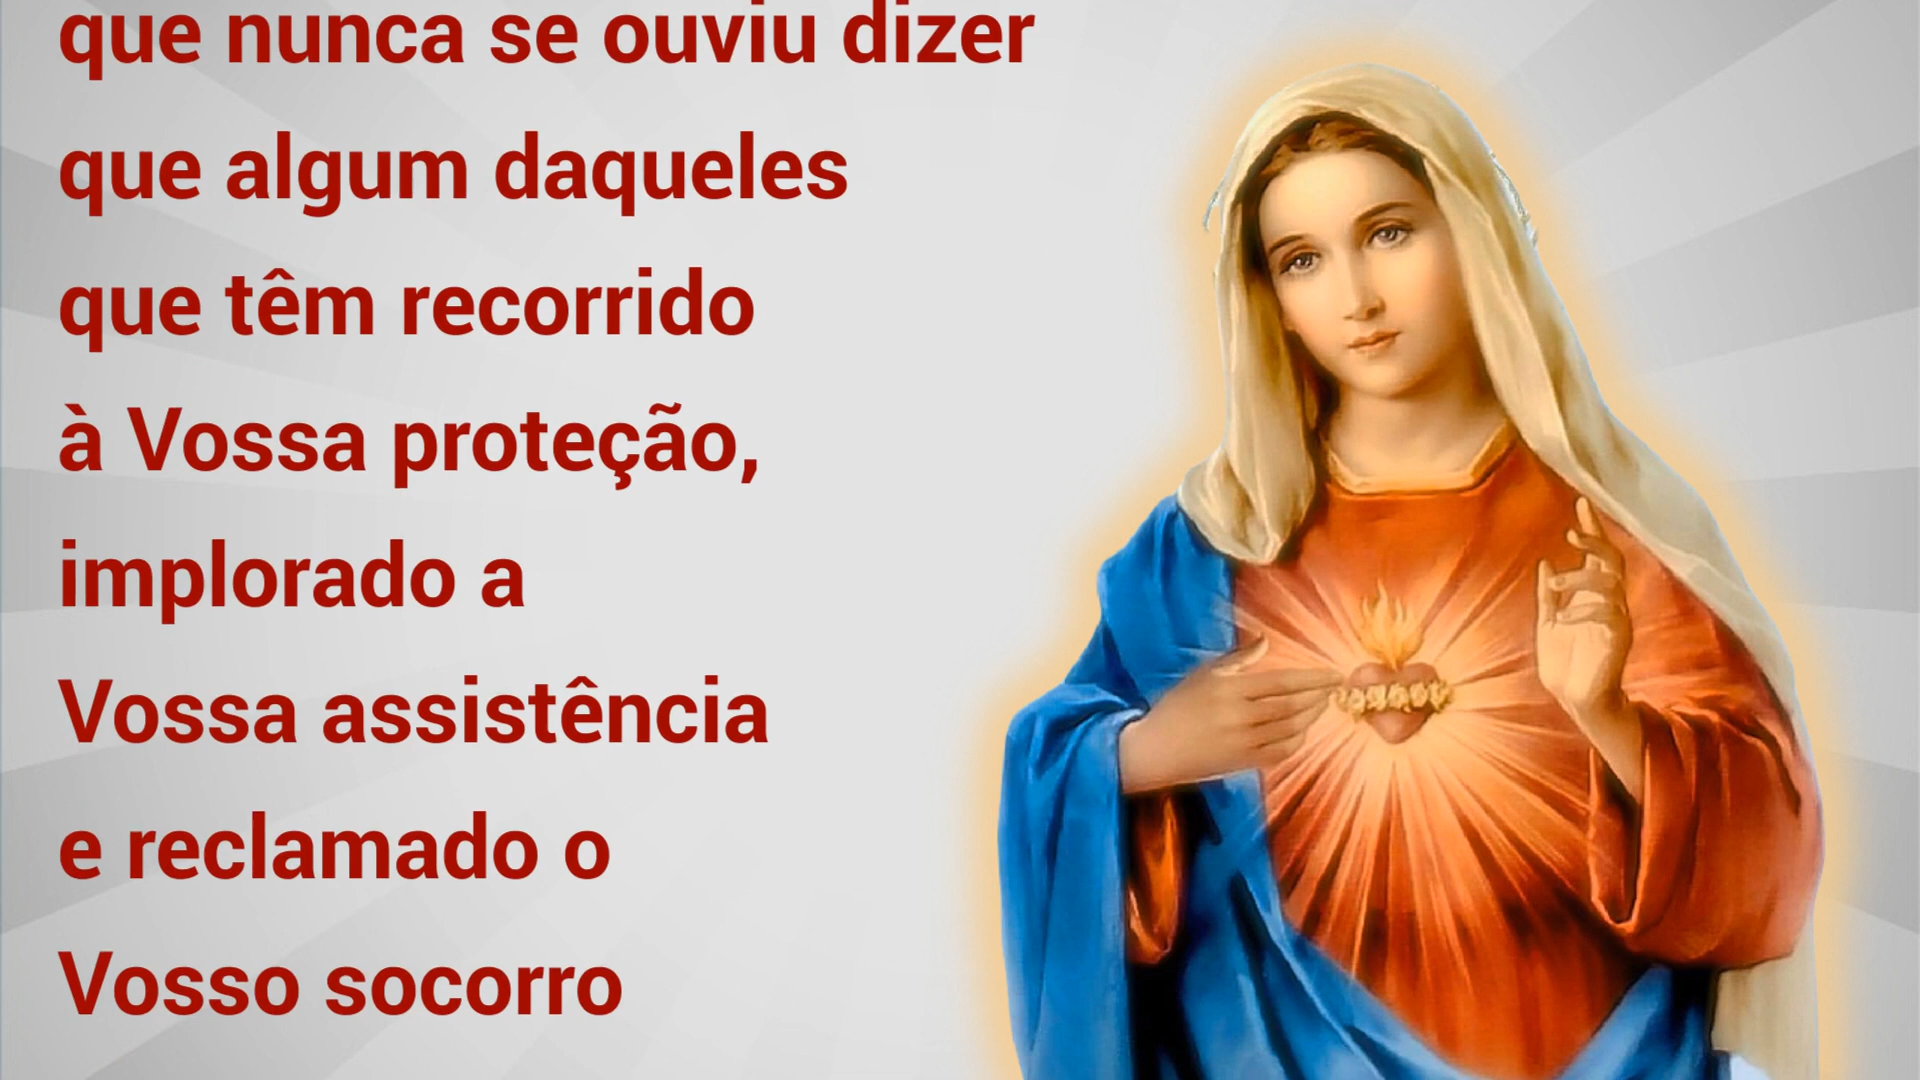 que nunca se ouviu dizer
que algum daqueles
que têm recorrido
à Vossa proteção,
implorado a
Vossa assistência
e reclamado o
Vosso socorro